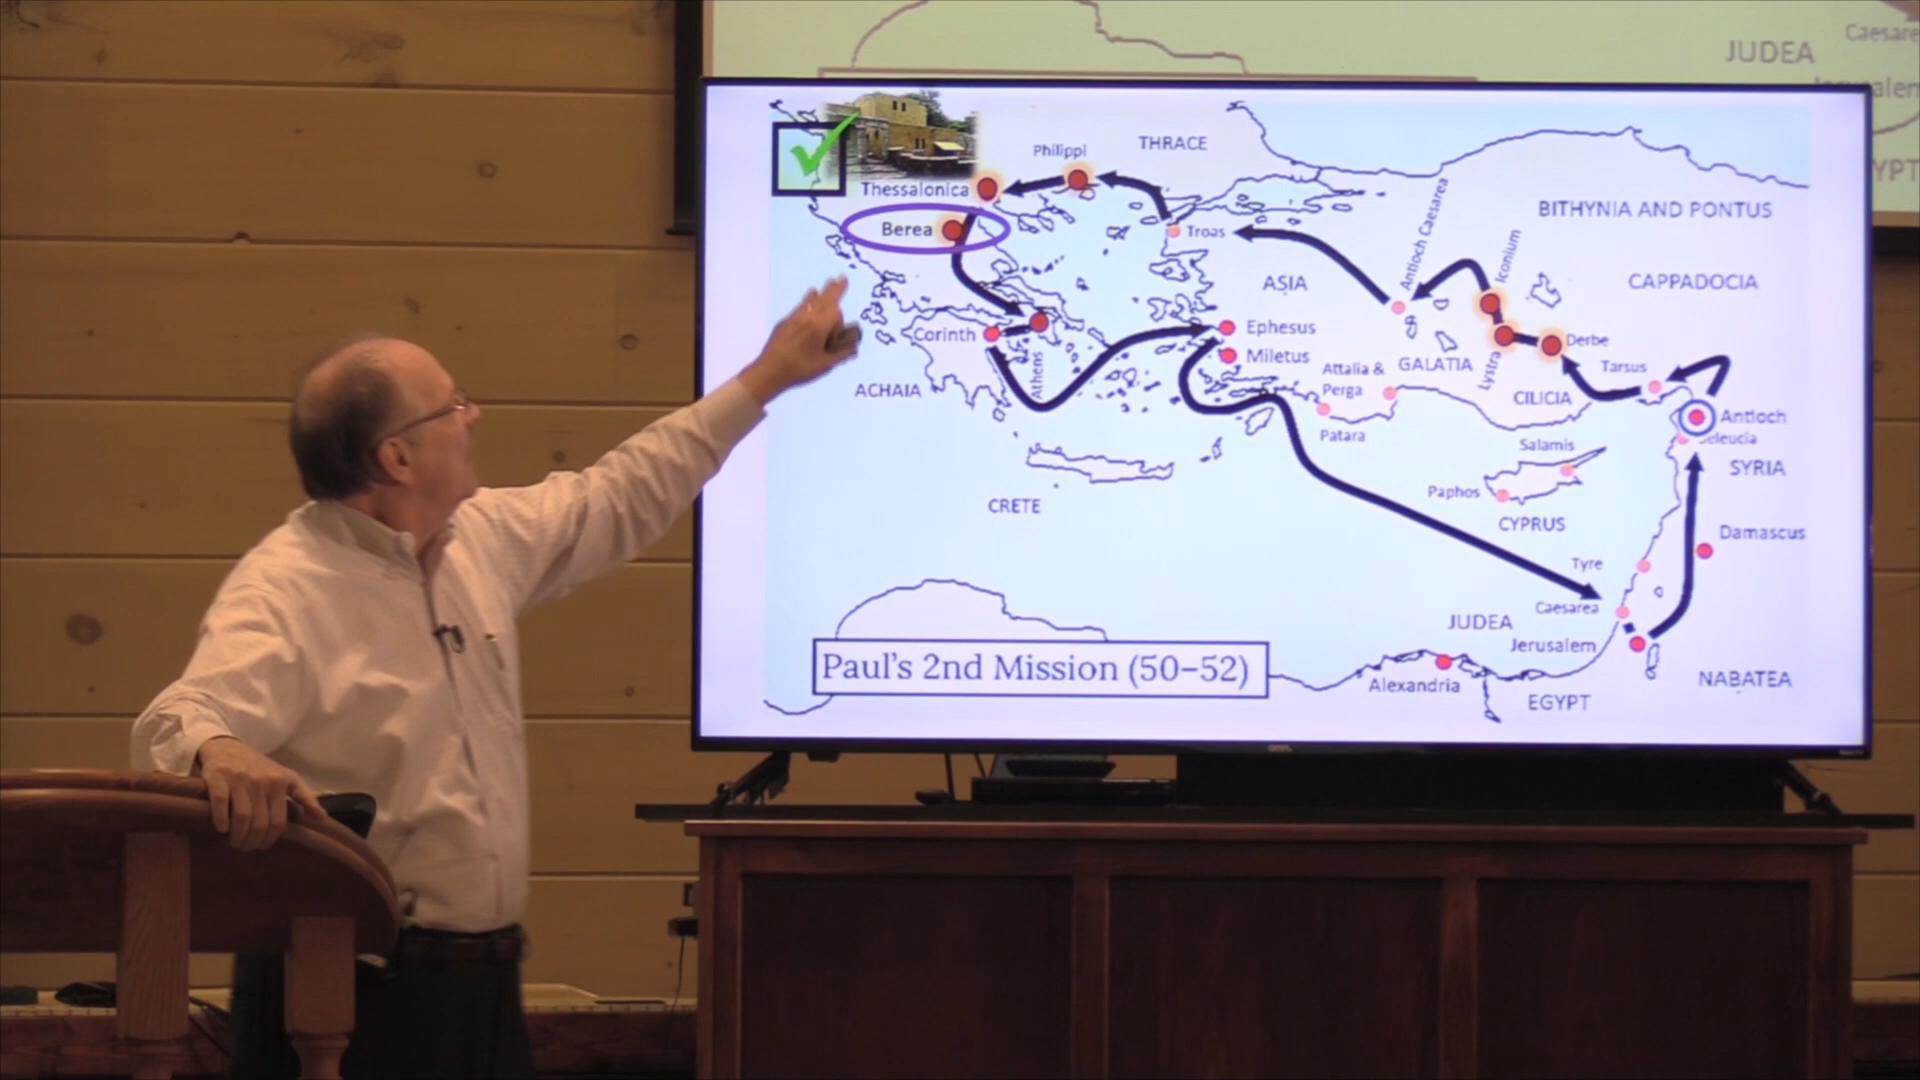 JUDEA
Caesare
THRACE
Philippi
Thessalonica
Berea
Troas
Antioch Caesarea
Iconium
BITHYNIA AND PONTUS
ASIA
CAPPADOCIA
Corinth
Athens
Ephesus
Miletus
ACHAIA
Attalia &
Perga
GALATIA
Lystra
Derbe
Tarsus
CILICIA
Antioch
eleucia
Patara
Salamis
SYRIA
Paphos
CYPRUS
CRETE
Damascus
Tyre
Caesarea
JUDEA
Jerusalem
Paul's 2nd Mission (50–52)
Alexandria
EGYPT
NABATEA